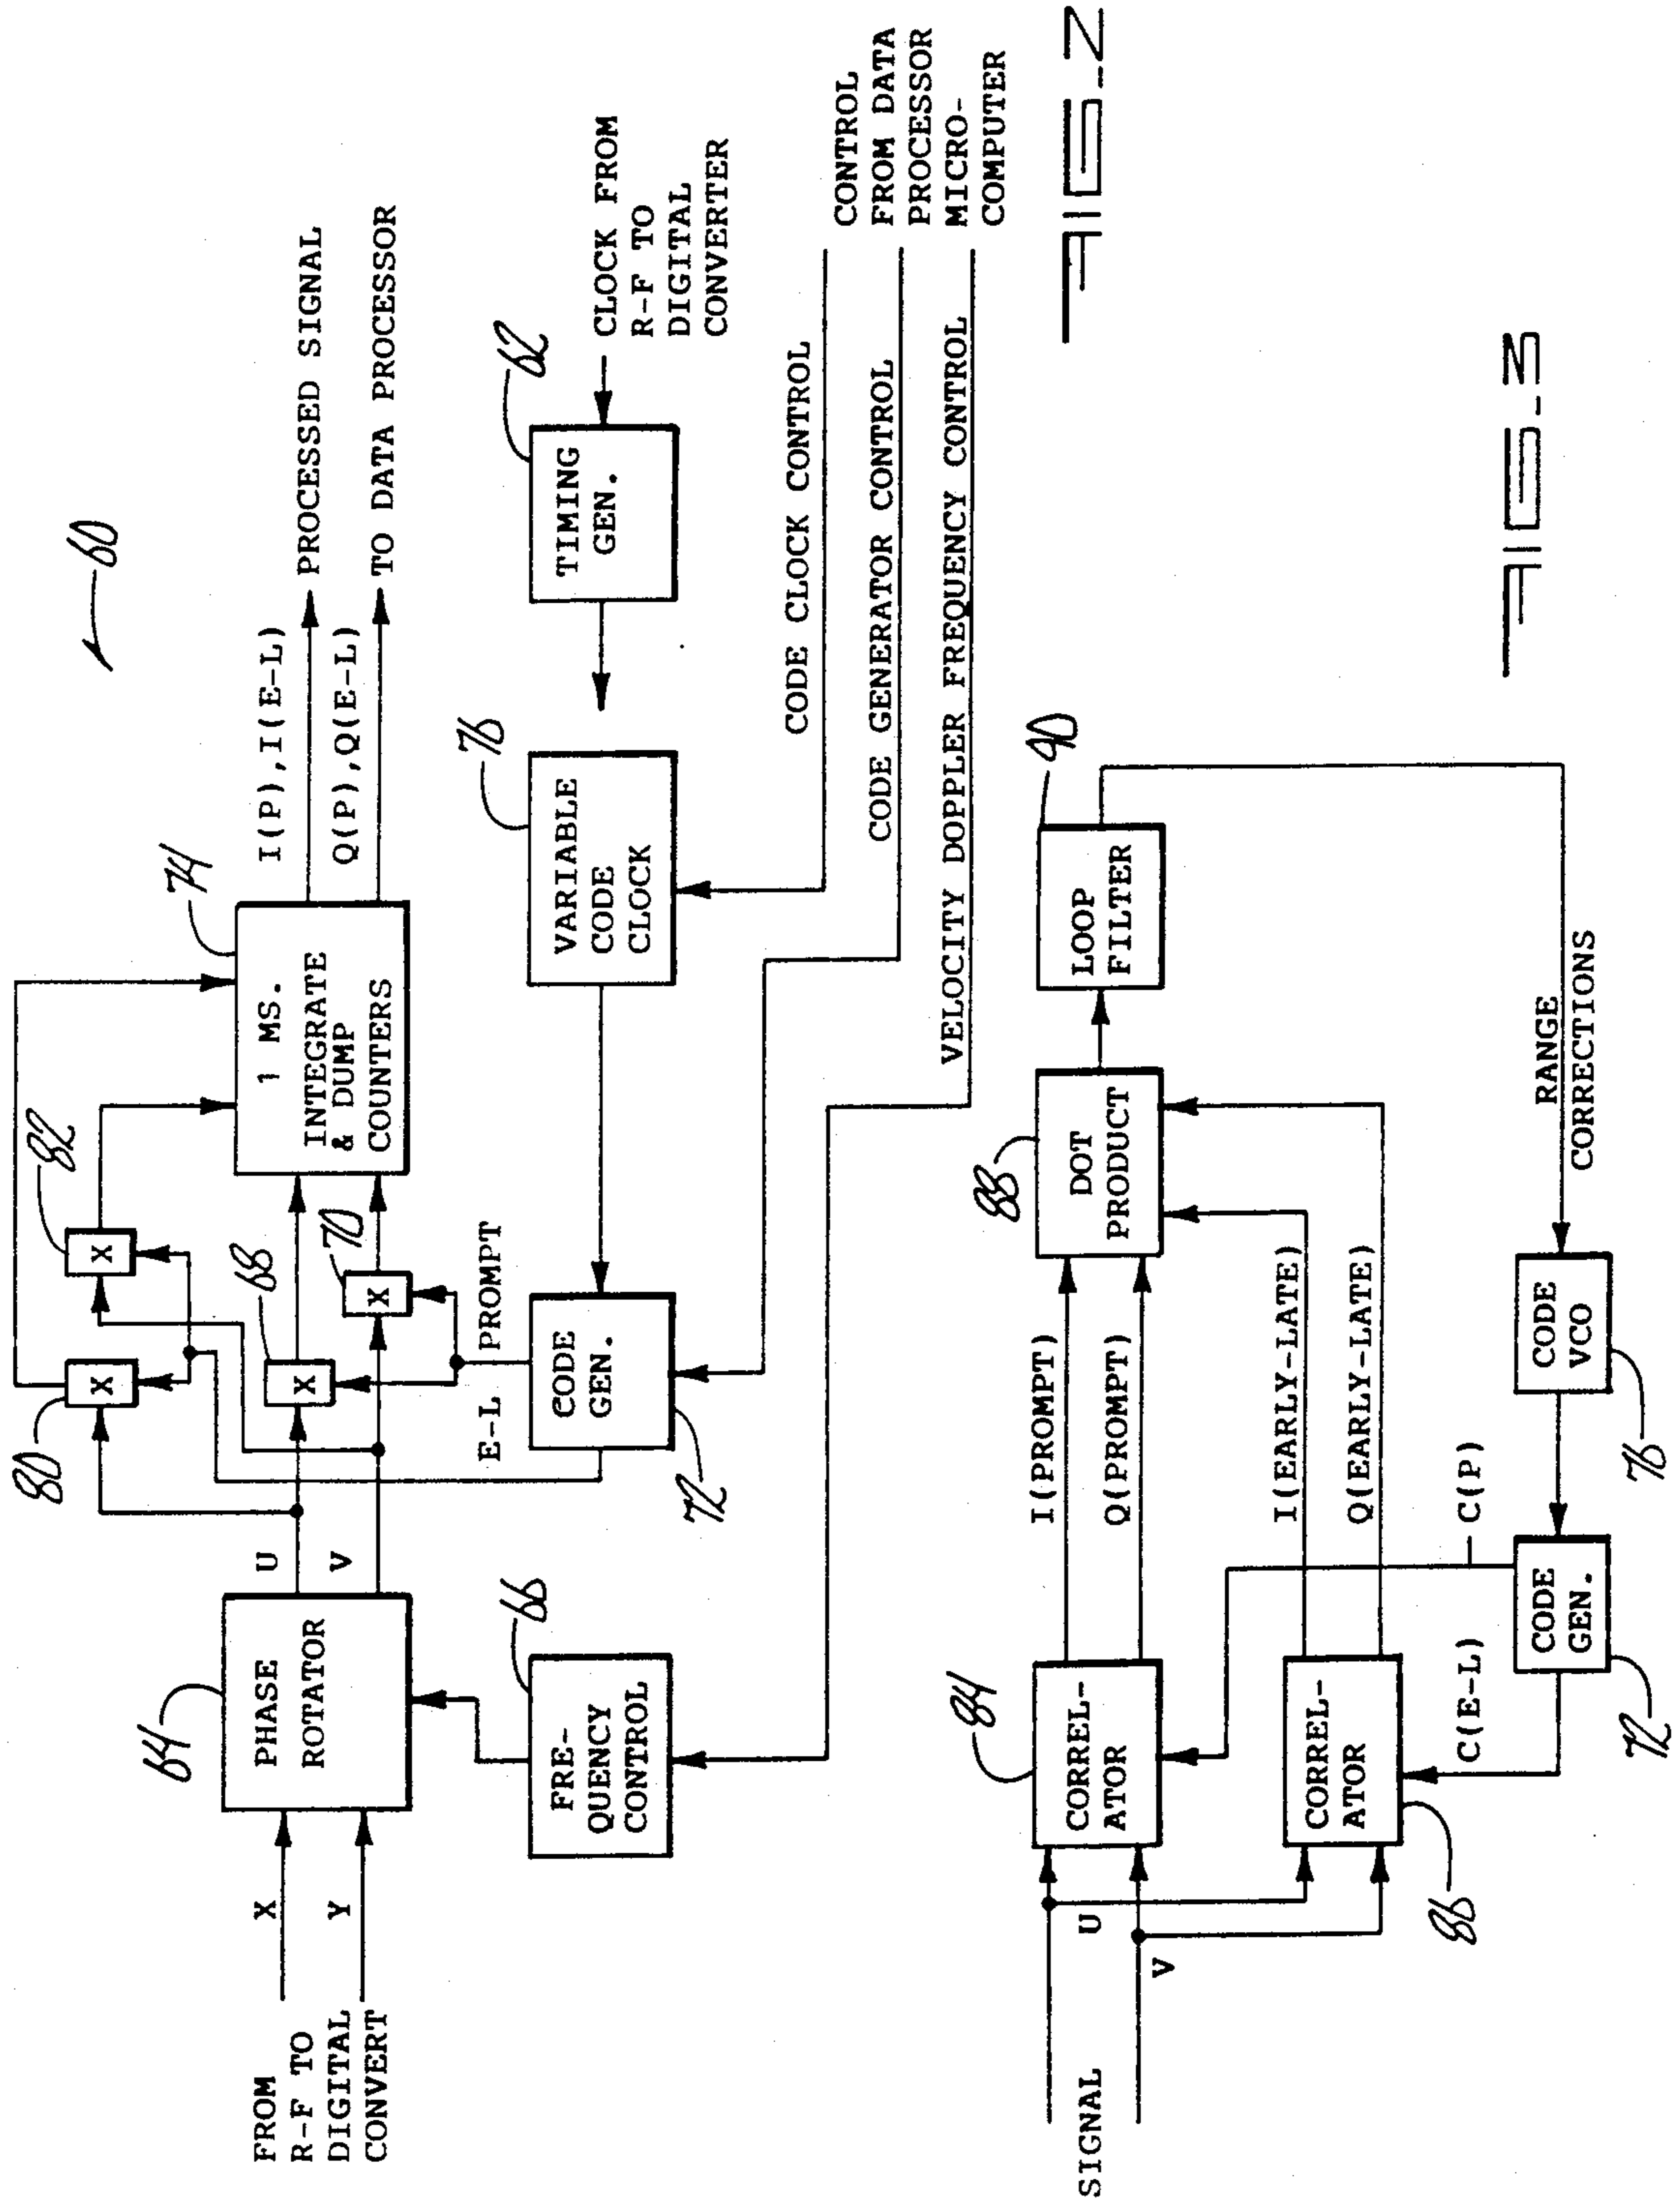 60
FROM
R-F TO
DIGITAL
CONVERT
X
Y
64
PHASE
ROTATOR
U
V
80
X
82
X
68
X
70
X
74
1 MS.
INTEGRATE
& DUMP
COUNTERS
I(P),I(E-L)
Q(P),Q(E-L)
PROCESSED SIGNAL
TO DATA PROCESSOR
66
FRE-
QUENCY
CONTROL
E-L
PROMPT
72
CODE
GEN.
76
VARIABLE
CODE
CLOCK
62
TIMING
GEN.
CLOCK FROM
R-F TO
DIGITAL
CONVERTER
CODE CLOCK CONTROL
CODE GENERATOR CONTROL
VELOCITY DOPPLER FREQUENCY CONTROL
CONTROL
FROM DATA
PROCESSOR
MICRO-
COMPUTER
FIG_2
SIGNAL
U
V
84
CORREL-
ATOR
86
CORREL-
ATOR
I(PROMPT)
Q(PROMPT)
I(EARLY-LATE)
Q(EARLY-LATE)
88
DOT
PRODUCT
90
LOOP
FILTER
C(E-L)
C(P)
72
CODE
GEN.
76
CODE
VCO
RANGE
CORRECTIONS
FIG_3